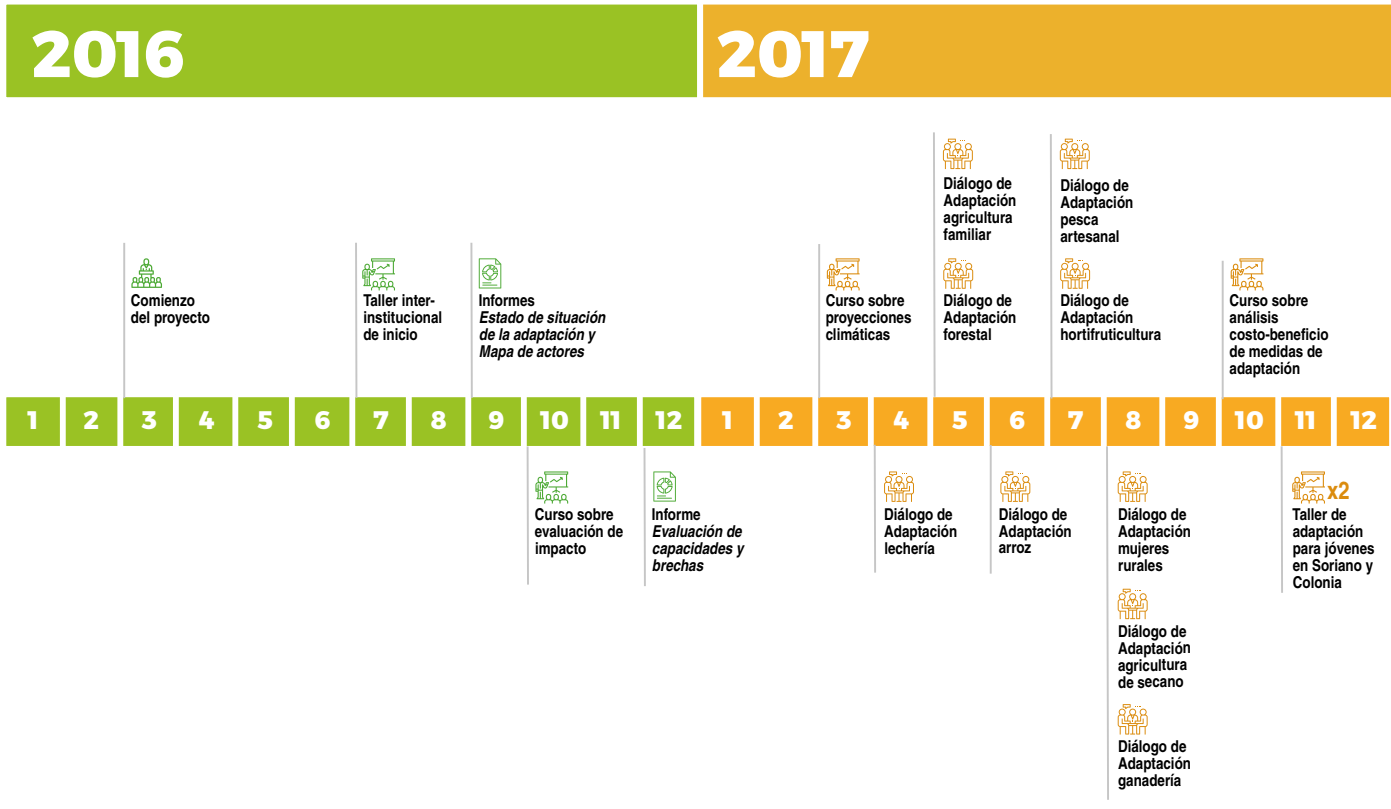 2016
2017
Diálogo de
Adaptación
agricultura
familiar
Diálogo de
Adaptación
pesca
artesanal
Comienzo
del proyecto
Taller inter-
institucional
de inicio
Informes
Estado de situación
de la adaptación y
Mapa de actores
Curso sobre
proyecciones
climáticas
Diálogo de
Adaptación
forestal
Diálogo de
Adaptación
hortifruticultura
Curso sobre
análisis
costo-beneficio
de medidas de
adaptación
1 2 3 4 5 6 7 8 9 10 11 12 1 2 3 4 5 6 7 8 9 10 11 12
Curso sobre
evaluación de
impacto
Informe
Evaluación de
capacidades y
brechas
Diálogo de
Adaptación
lechería
Diálogo de
Adaptación
arroz
Diálogo de
Adaptación
mujeres
rurales
Diálogo de
Adaptación
agricultura
de secano
Diálogo de
Adaptación
ganadería
x2
Taller de
adaptación
para jóvenes
en Soriano y
Colonia